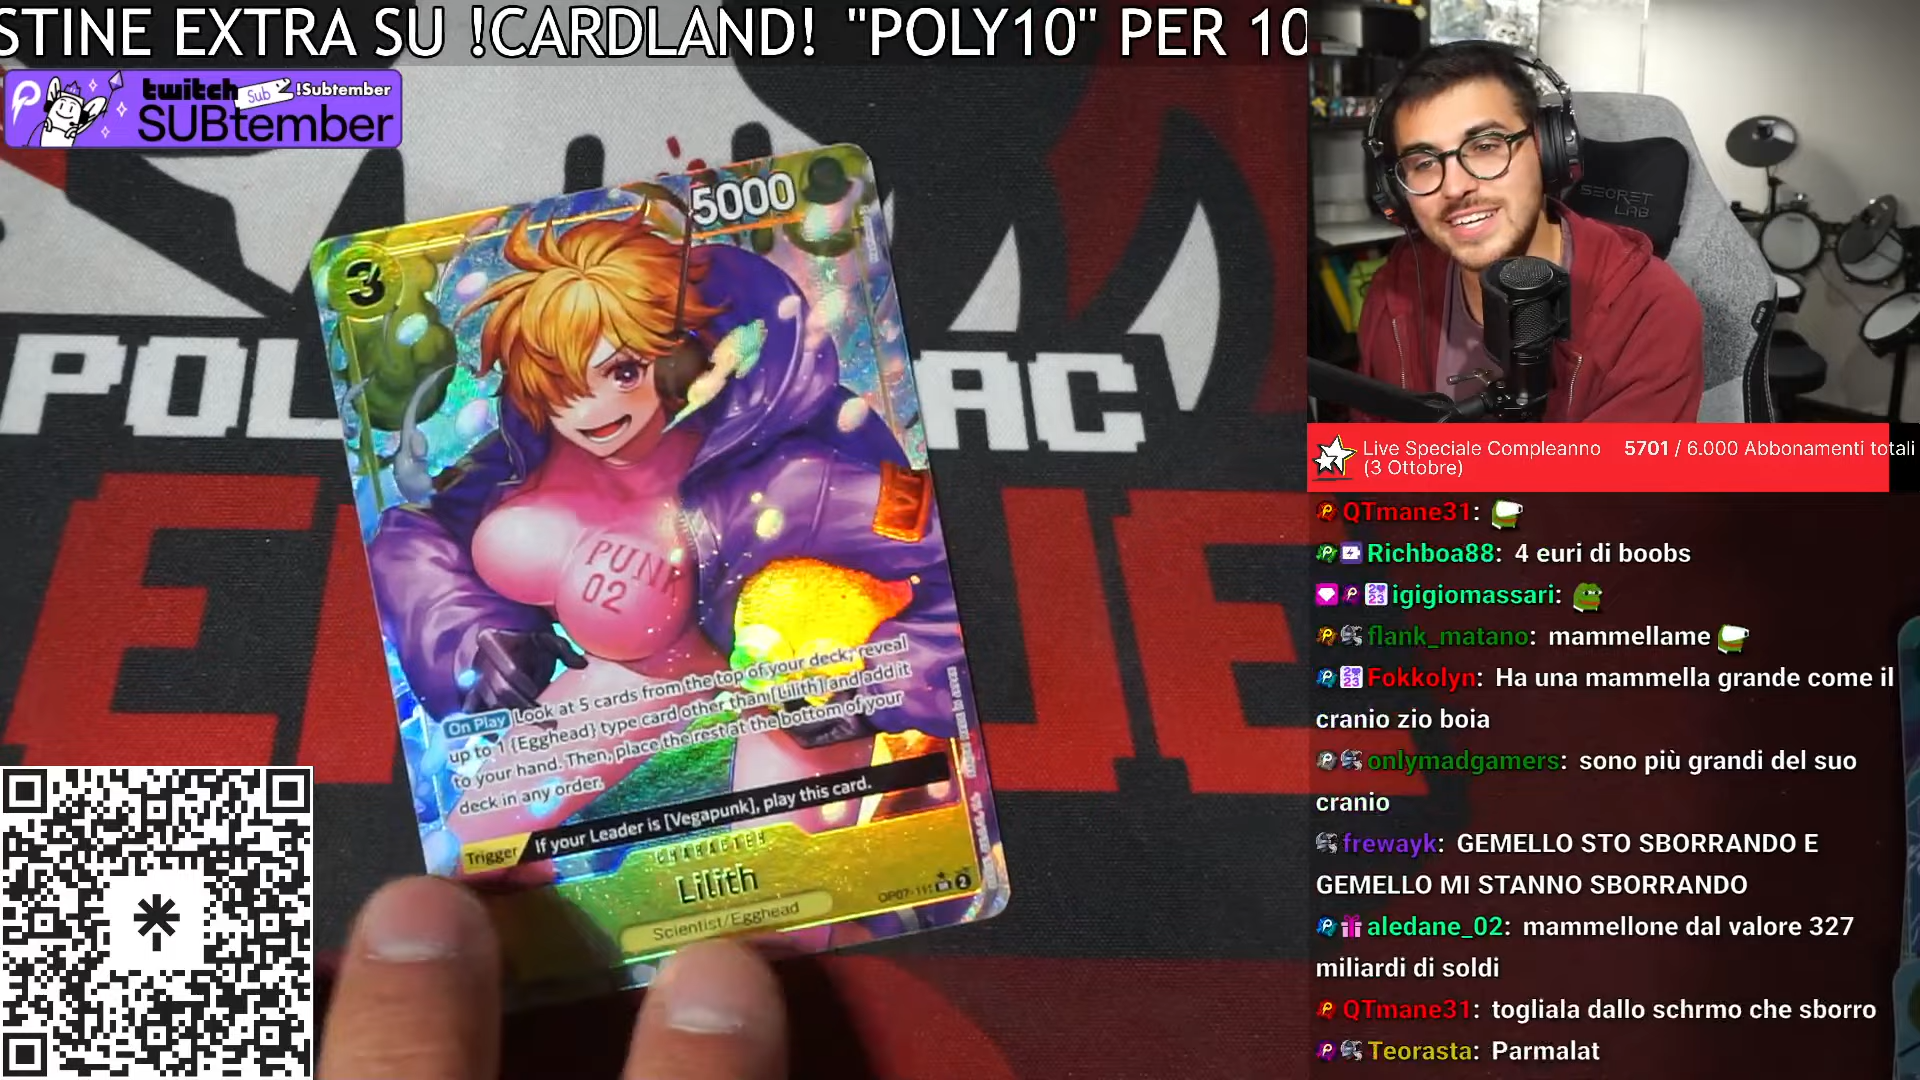 STINE EXTRA SU !CARDLAND! "POLY10" PER 10
twitch Sub !Subtember
SUBtember
5000
3
POL
AC
PUNK
02
On Play Look at 5 cards from the top of your deck; reveal
up to 1 {Egghead} type card other than [Lilith] and add it
to your hand. Then, place the rest at the bottom of your
deck in any order.
Trigger If your Leader is [Vegapunk], play this card.
CHARACTER
Lilith
Scientist/Egghead
2
SECRET
LAB
Live Speciale Compleanno 5701 / 6.000 Abbonamenti totali
(3 Ottobre)
QTmane31:
Richboa88: 4 euri di boobs
igigiomassari:
flank_matano: mammellame
Fokkolyn: Ha una mammella grande come il
cranio zio boia
onlymadgamers: sono più grandi del suo
cranio
frewayk: GEMELLO STO SBORRANDO E
GEMELLO MI STANNO SBORRANDO
aledane_02: mammellone dal valore 327
miliardi di soldi
QTmane31: togliala dallo schrmo che sborro
Teorasta: Parmalat